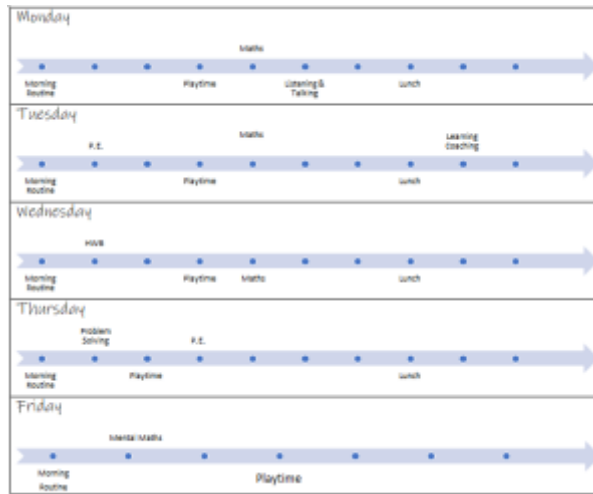 Monday
Maths
Morning
Routine
Playtime
Listening &
Talking
Lunch
Tuesday
P.E.
Maths
Learning
Coaching
Morning
Routine
Playtime
Lunch
Wednesday
HWB
Morning
Routine
Playtime
Maths
Lunch
Thursday
Problem
Solving
P.E.
Morning
Routine
Playtime
Lunch
Friday
Mental Maths
Morning
Routine
Playtime